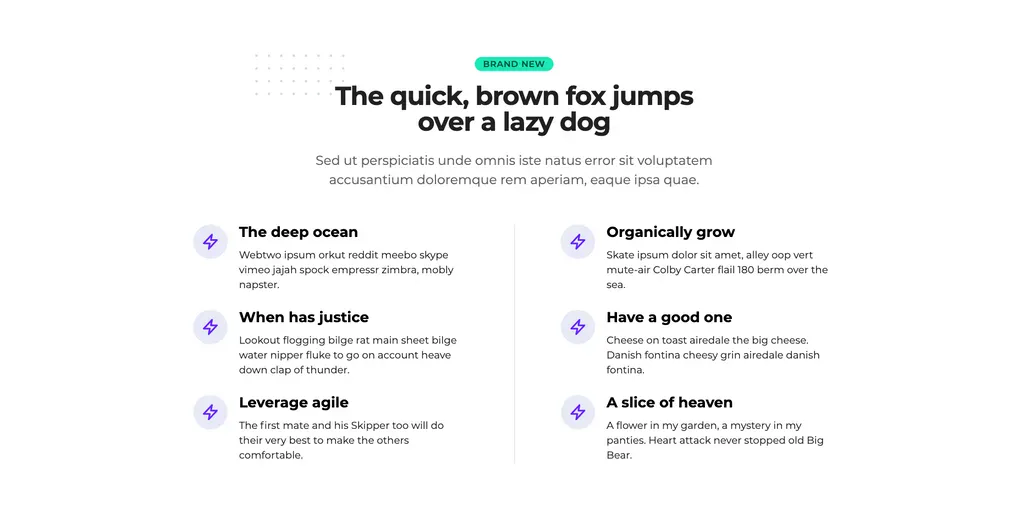 BRAND NEW
The quick, brown fox jumps
over a lazy dog
Sed ut perspiciatis unde omnis iste natus error sit voluptatem
accusantium doloremque rem aperiam, eaque ipsa quae.
The deep ocean
Webtwo ipsum orkut reddit meebo skype
vimeo jajah spock empressr zimbra, mobly
napster.
When has justice
Lookout flogging bilge rat main sheet bilge
water nipper fluke to go on account heave
down clap of thunder.
Leverage agile
The first mate and his Skipper too will do
their very best to make the others
comfortable.
Organically grow
Skate ipsum dolor sit amet, alley oop vert
mute-air Colby Carter flail 180 berm over the
sea.
Have a good one
Cheese on toast airedale the big cheese.
Danish fontina cheesy grin airedale danish
fontina.
A slice of heaven
A flower in my garden, a mystery in my
panties. Heart attack never stopped old Big
Bear.